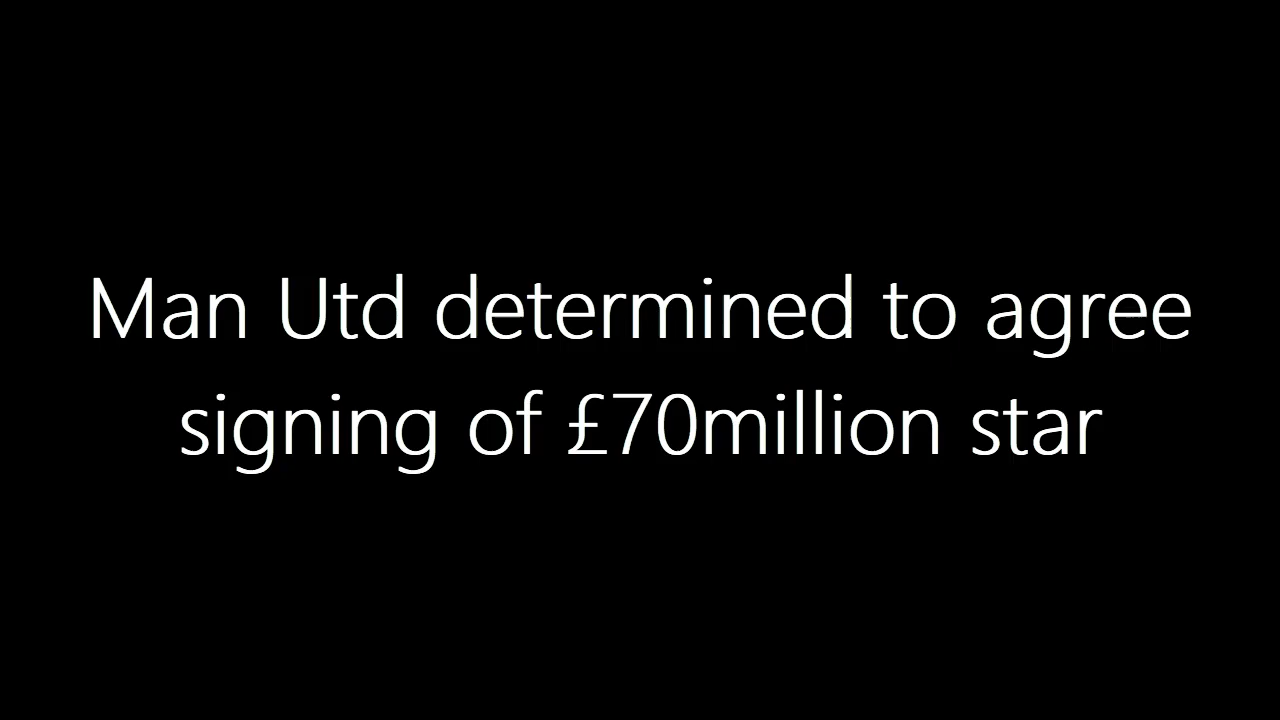 Man Utd determined to agree
signing of £70million star